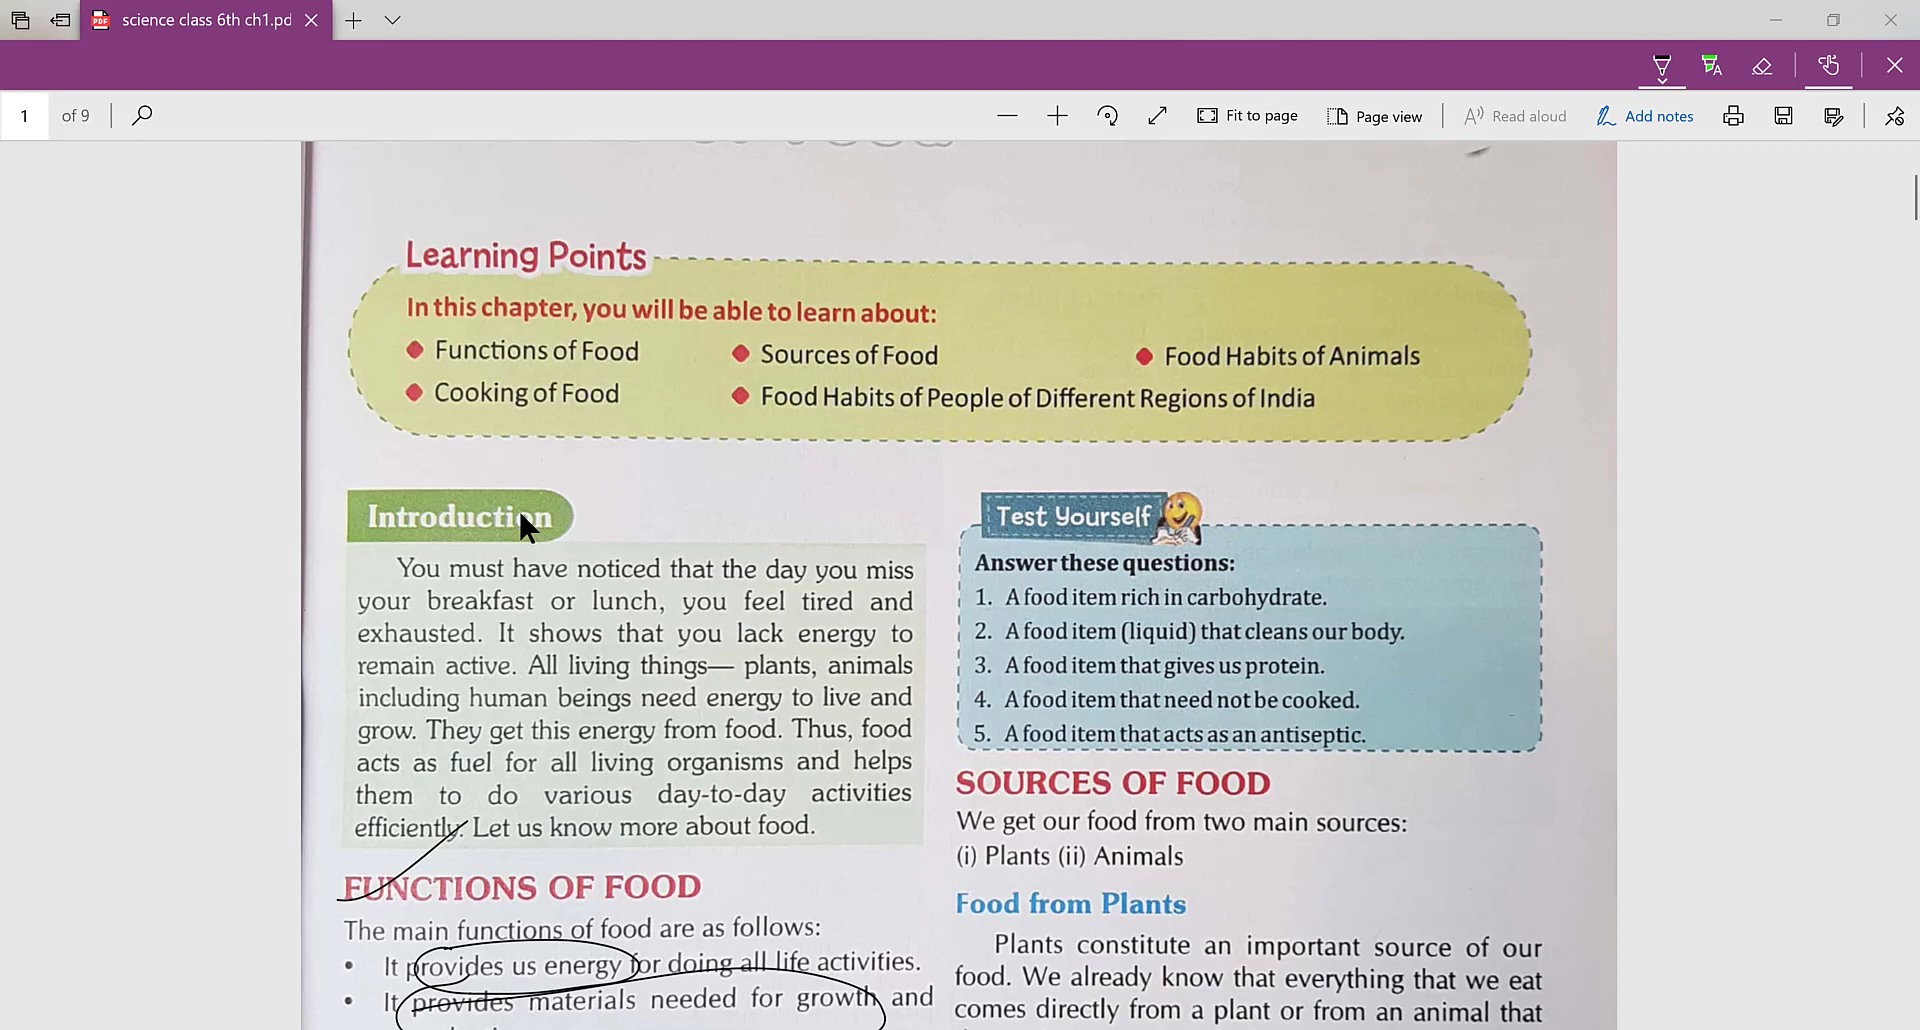 science class 6th ch1.pd
1 of 9
Fit to page
Page view
Read aloud
Add notes
Learning Points
In this chapter, you will be able to learn about:
Functions of Food
Sources of Food
Food Habits of Animals
Cooking of Food
Food Habits of People of Different Regions of India
Introduction
You must have noticed that the day you miss
your breakfast or lunch, you feel tired and
exhausted. It shows that you lack energy to
remain active. All living things— plants, animals
including human beings need energy to live and
grow. They get this energy from food. Thus, food
acts as fuel for all living organisms and helps
them to do various day-to-day activities
efficiently. Let us know more about food.
FUNCTIONS OF FOOD
The main functions of food are as follows:
• It provides us energy for doing all life activities.
• It provides materials needed for growth and
Test Yourself
Answer these questions:
1. A food item rich in carbohydrate.
2. A food item (liquid) that cleans our body.
3. A food item that gives us protein.
4. A food item that need not be cooked.
5. A food item that acts as an antiseptic.
SOURCES OF FOOD
We get our food from two main sources:
(i) Plants (ii) Animals
Food from Plants
Plants constitute an important source of our
food. We already know that everything that we eat
comes directly from a plant or from an animal that